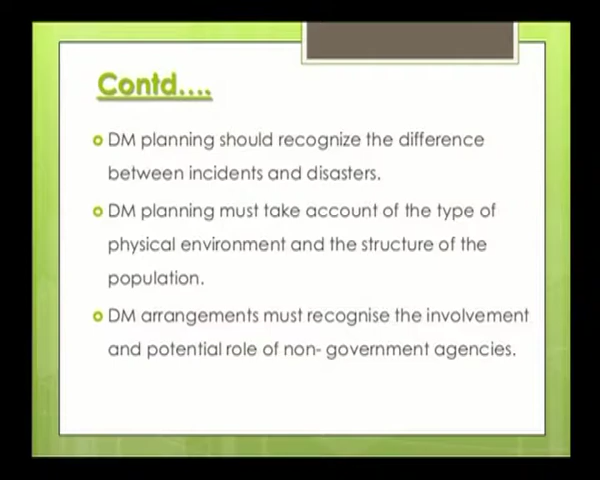 Contd....
DM planning should recognize the difference
between incidents and disasters.
DM planning must take account of the type of
physical environment and the structure of the
population.
DM arrangements must recognise the involvement
and potential role of non- government agencies.